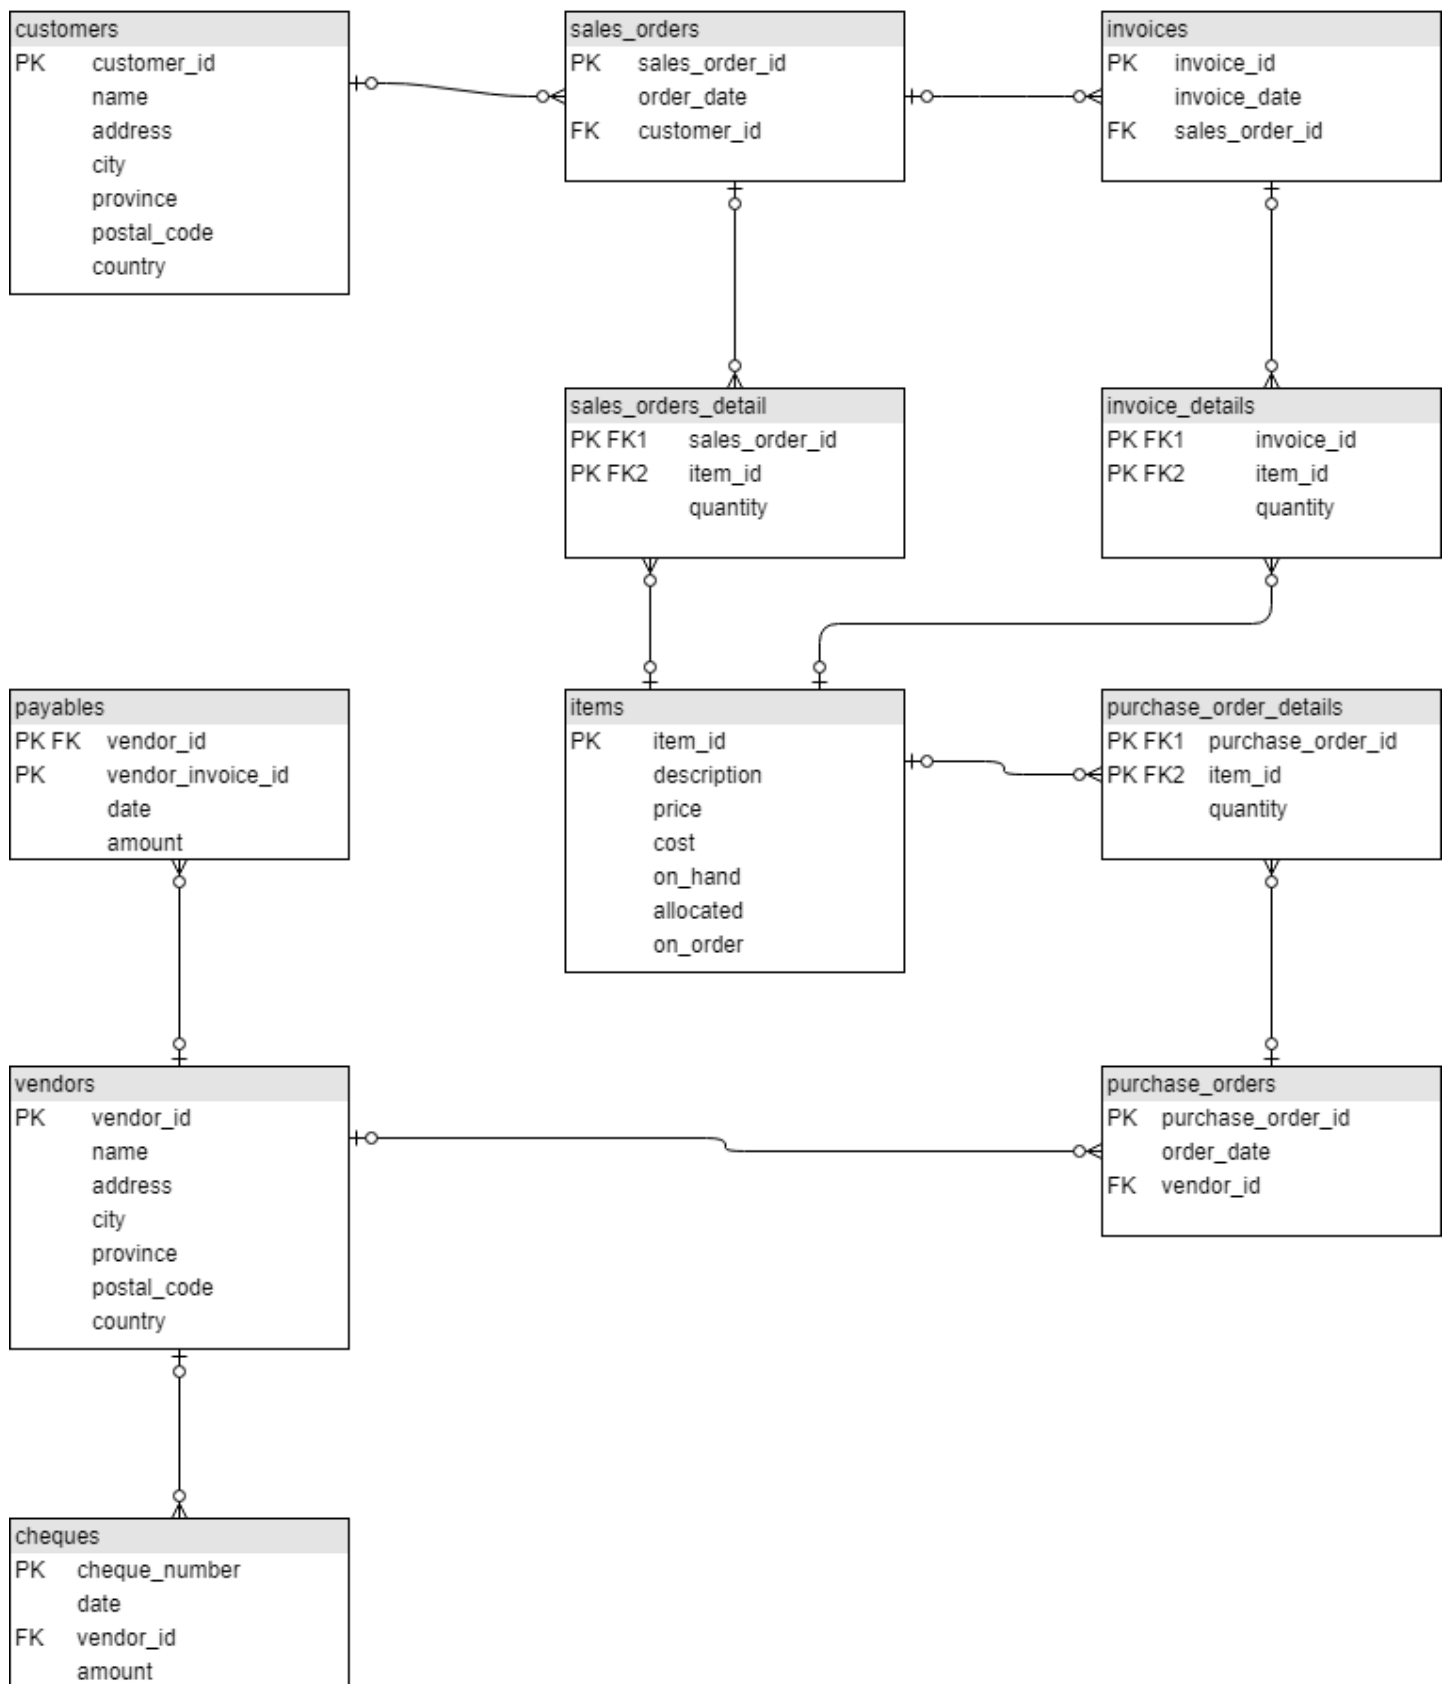 customers
PK customer_id
name
address
city
province
postal_code
country
sales_orders
PK sales_order_id
order_date
FK customer_id
invoices
PK invoice_id
invoice_date
FK sales_order_id
sales_orders_detail
PK FK1 sales_order_id
PK FK2 item_id
quantity
invoice_details
PK FK1 invoice_id
PK FK2 item_id
quantity
payables
PK FK vendor_id
PK vendor_invoice_id
date
amount
items
PK item_id
description
price
cost
on_hand
allocated
on_order
purchase_order_details
PK FK1 purchase_order_id
PK FK2 item_id
quantity
vendors
PK vendor_id
name
address
city
province
postal_code
country
purchase_orders
PK purchase_order_id
order_date
FK vendor_id
cheques
PK cheque_number
date
FK vendor_id
amount